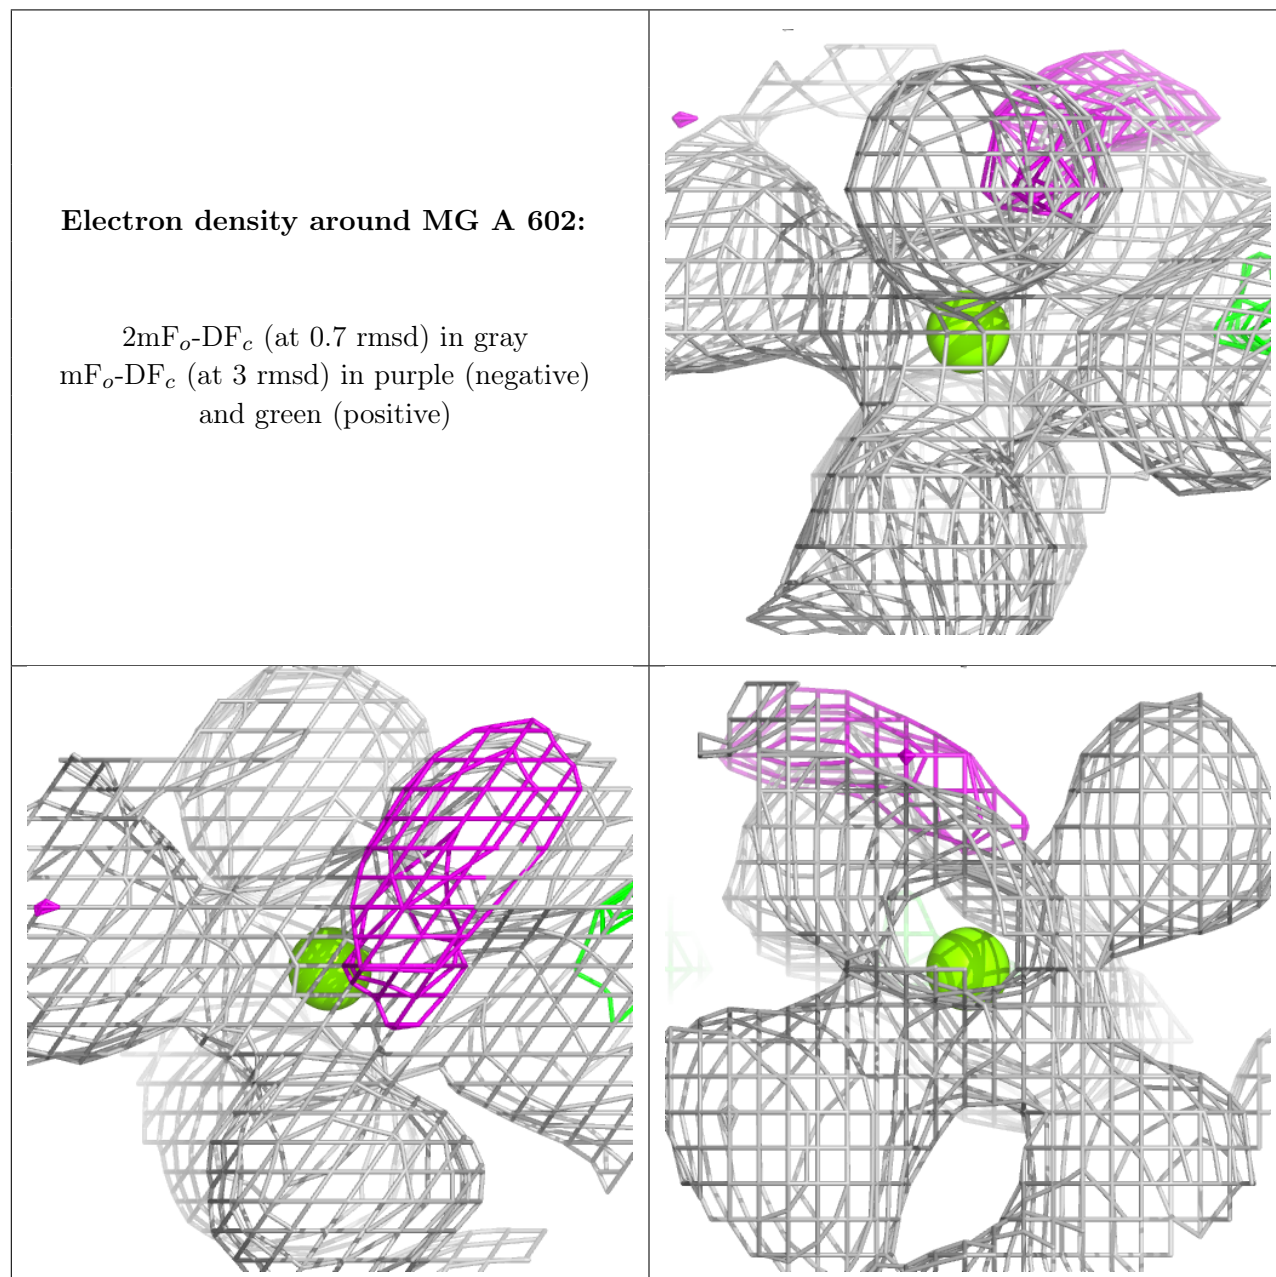 Electron density around MG A 602:
2mFo-DFc (at 0.7 rmsd) in gray
mFo-DFc (at 3 rmsd) in purple (negative)
and green (positive)